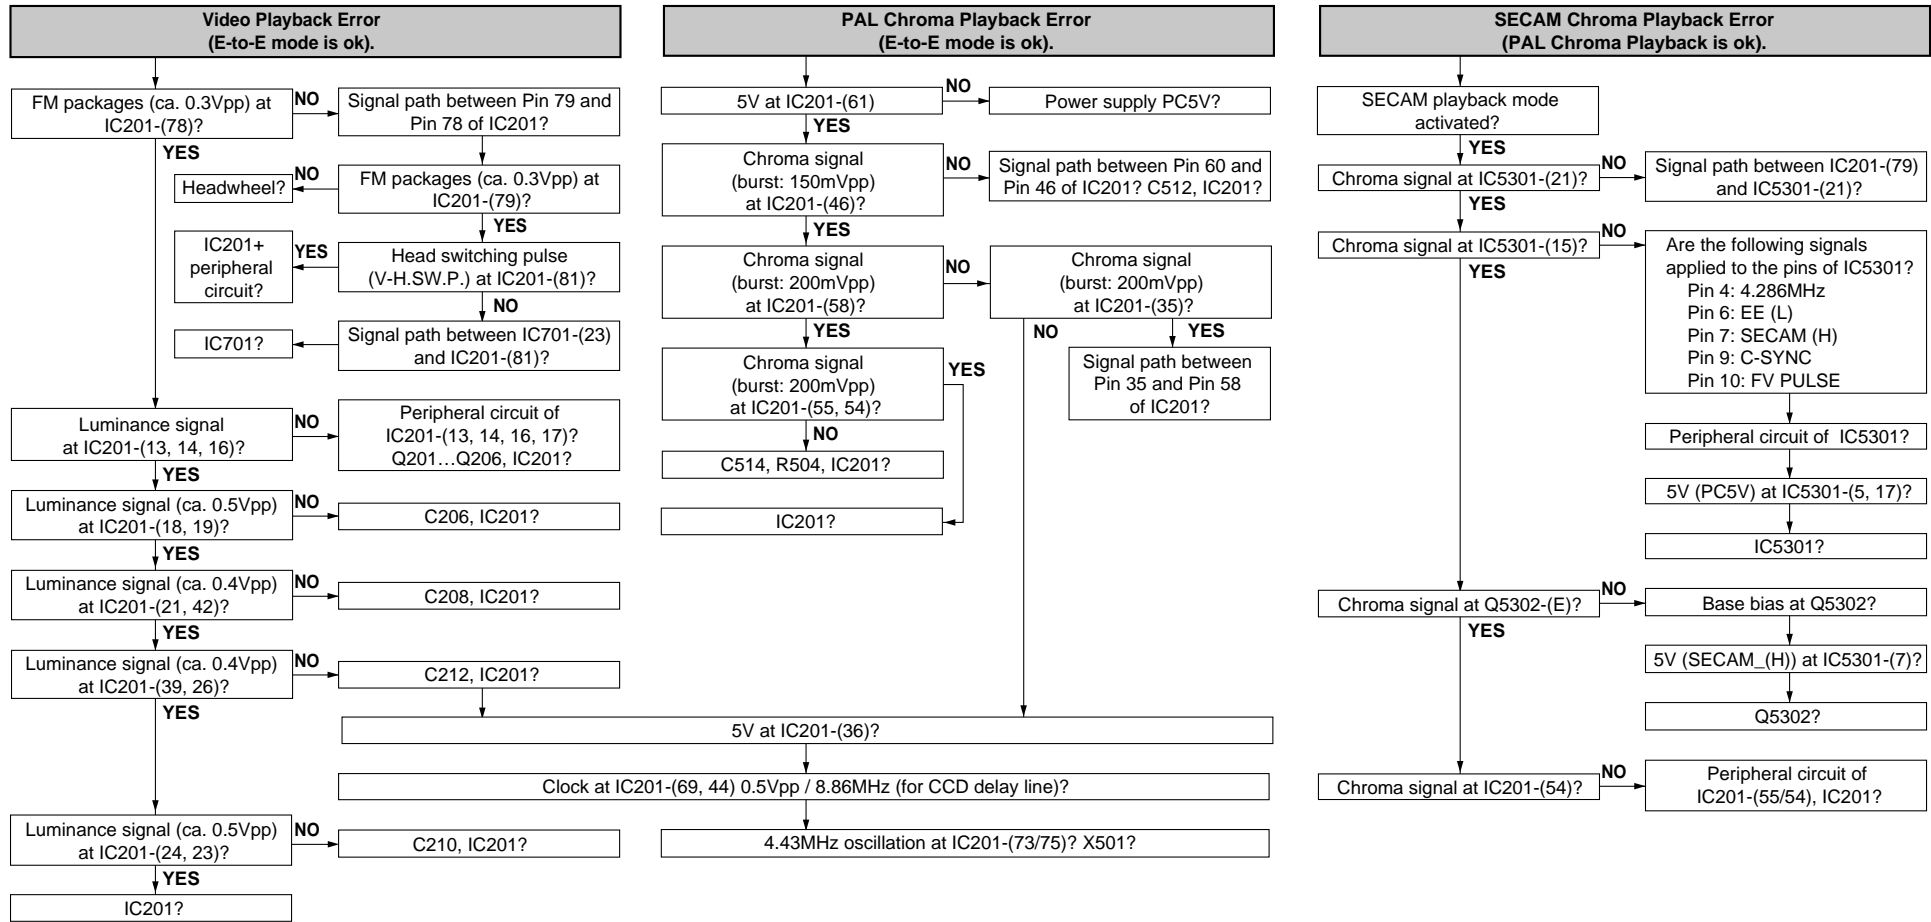 Video Playback Error
(E-to-E mode is ok).
FM packages (ca. 0.3Vpp) at
IC201-(78)?
NO
Signal path between Pin 79 and
Pin 78 of IC201?
YES
NO
Headwheel?
FM packages (ca. 0.3Vpp) at
IC201-(79)?
YES
IC201+
peripheral
circuit?
YES
Head switching pulse
(V-H.SW.P.) at IC201-(81)?
NO
IC701?
Signal path between IC701-(23)
and IC201-(81)?
Luminance signal
at IC201-(13, 14, 16)?
NO
Peripheral circuit of
IC201-(13, 14, 16, 17)?
Q201…Q206, IC201?
YES
Luminance signal (ca. 0.5Vpp)
at IC201-(18, 19)?
NO
C206, IC201?
YES
Luminance signal (ca. 0.4Vpp)
at IC201-(21, 42)?
NO
C208, IC201?
YES
Luminance signal (ca. 0.4Vpp)
at IC201-(39, 26)?
NO
C212, IC201?
YES
Luminance signal (ca. 0.5Vpp)
at IC201-(24, 23)?
NO
C210, IC201?
YES
IC201?
PAL Chroma Playback Error
(E-to-E mode is ok).
5V at IC201-(61)
NO
Power supply PC5V?
YES
Chroma signal
(burst: 150mVpp)
at IC201-(46)?
NO
Signal path between Pin 60 and
Pin 46 of IC201? C512, IC201?
YES
Chroma signal
(burst: 200mVpp)
at IC201-(58)?
NO
Chroma signal
(burst: 200mVpp)
at IC201-(35)?
YES
NO
YES
Chroma signal
(burst: 200mVpp)
at IC201-(55, 54)?
YES
Signal path between
Pin 35 and Pin 58
of IC201?
NO
C514, R504, IC201?
IC201?
5V at IC201-(36)?
Clock at IC201-(69, 44) 0.5Vpp / 8.86MHz (for CCD delay line)?
4.43MHz oscillation at IC201-(73/75)? X501?
SECAM Chroma Playback Error
(PAL Chroma Playback is ok).
SECAM playback mode
activated?
YES
Chroma signal at IC5301-(21)?
NO
Signal path between IC201-(79)
and IC5301-(21)?
YES
Chroma signal at IC5301-(15)?
NO
Are the following signals
applied to the pins of IC5301?
Pin 4: 4.286MHz
Pin 6: EE (L)
Pin 7: SECAM (H)
Pin 9: C-SYNC
Pin 10: FV PULSE
YES
Peripheral circuit of IC5301?
5V (PC5V) at IC5301-(5, 17)?
IC5301?
Chroma signal at Q5302-(E)?
NO
Base bias at Q5302?
YES
5V (SECAM_(H)) at IC5301-(7)?
Q5302?
Chroma signal at IC201-(54)?
NO
Peripheral circuit of
IC201-(55/54), IC201?